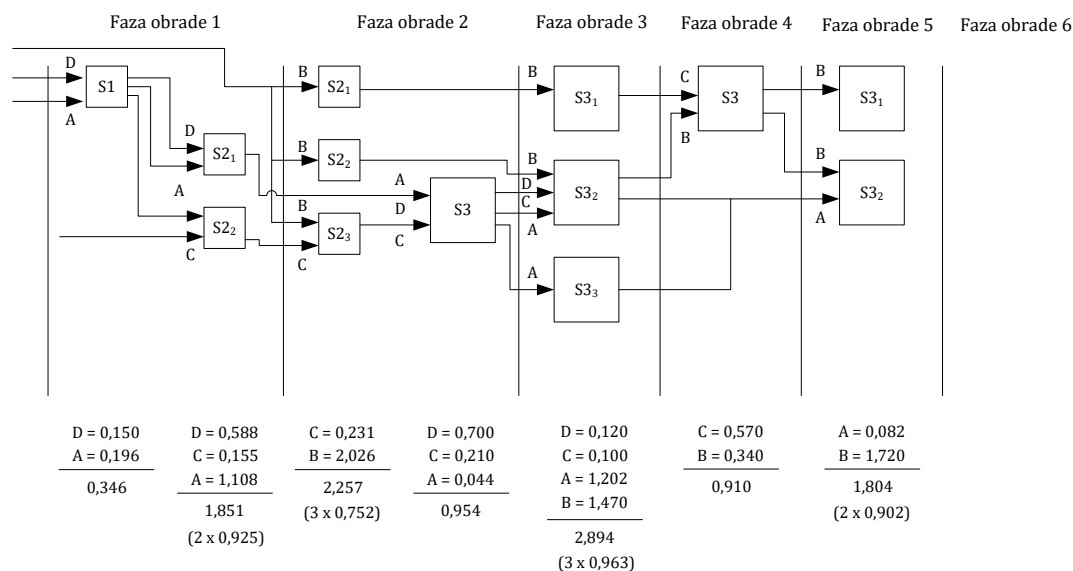 Faza obrade 1
Faza obrade 2
Faza obrade 3
Faza obrade 4
Faza obrade 5
Faza obrade 6
D
S1
A
D
S2₁
A
S2₂
C
B
S2₁
B
S2₂
B
S2₃
C
A
D
S3
C
B
S3₁
B
D
S3₂
C
A
A
S3₃
C
S3
B
B
S3₁
B
S3₂
A
D = 0,150
A = 0,196
0,346
D = 0,588
C = 0,155
A = 1,108
1,851
(2 x 0,925)
C = 0,231
B = 2,026
2,257
(3 x 0,752)
D = 0,700
C = 0,210
A = 0,044
0,954
D = 0,120
C = 0,100
A = 1,202
B = 1,470
2,894
(3 x 0,963)
C = 0,570
B = 0,340
0,910
A = 0,082
B = 1,720
1,804
(2 x 0,902)